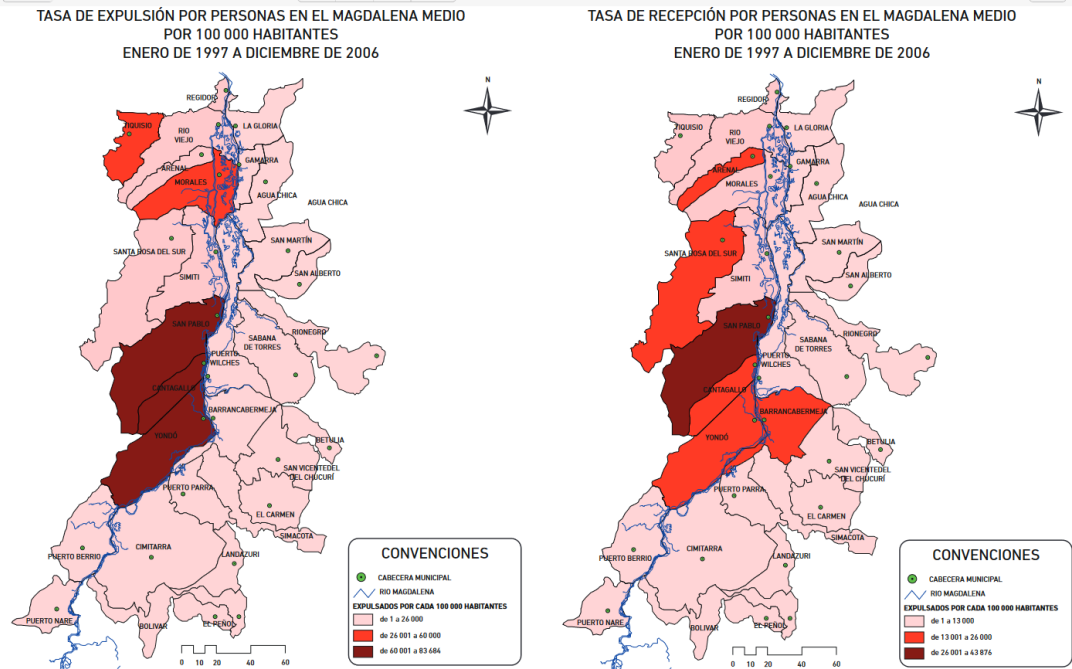 TASA DE EXPULSIÓN POR PERSONAS EN EL MAGDALENA MEDIO
POR 100 000 HABITANTES
ENERO DE 1997 A DICIEMBRE DE 2006
N
REGIDOR
TIQUISIO
RIO
VIEJO
LA GLORIA
GAMARRA
ARENAL
MORALES
AGUA CHICA
AGUA CHICA
SAN MARTÍN
SANTA ROSA DEL SUR
SAN ALBERTO
SIMITI
SAN PABLO
RIONEGRO
SABANA
DE TORRES
PUERTO
WILCHES
CANTAGALLO
BARRANCABERMEJA
YONDÓ
BETULIA
SAN VICENTEDEL
DEL CHUCURÍ
PUERTO PARRA
EL CARMEN
SIMACOTA
CIMITARRA
LANDAZURI
PUERTO BERRIO
PUERTO NARE
BOLIVAR
EL PEÑOL
0 10 20 40 60
CONVENCIONES
CABECERA MUNICIPAL
RIO MAGDALENA
EXPULSADOS POR CADA 100 000 HABITANTES
de 1 a 26 000
de 26 001 a 60 000
de 60 001 a 83 684
TASA DE RECEPCIÓN POR PERSONAS EN EL MAGDALENA MEDIO
POR 100 000 HABITANTES
ENERO DE 1997 A DICIEMBRE DE 2006
N
REGIDOR
TIQUISIO
RIO
VIEJO
LA GLORIA
GAMARRA
ARENAL
MORALES
AGUA CHICA
AGUA CHICA
SAN MARTÍN
SANTA ROSA DEL SUR
SAN ALBERTO
SIMITI
SAN PABLO
RIONEGRO
SABANA
DE TORRES
PUERTO
WILCHES
CANTAGALLO
BARRANCABERMEJA
YONDÓ
BETULIA
SAN VICENTEDEL
DEL CHUCURÍ
PUERTO PARRA
EL CARMEN
SIMACOTA
CIMITARRA
LANDAZURI
PUERTO BERRIO
PUERTO NARE
BOLIVAR
EL PEÑOL
0 10 20 40 60
CONVENCIONES
CABECERA MUNICIPAL
RIO MAGDALENA
EXPULSADOS POR CADA 100 000 HABITANTES
de 1 a 13 000
de 13 001 a 26 000
de 26 001 a 43 876